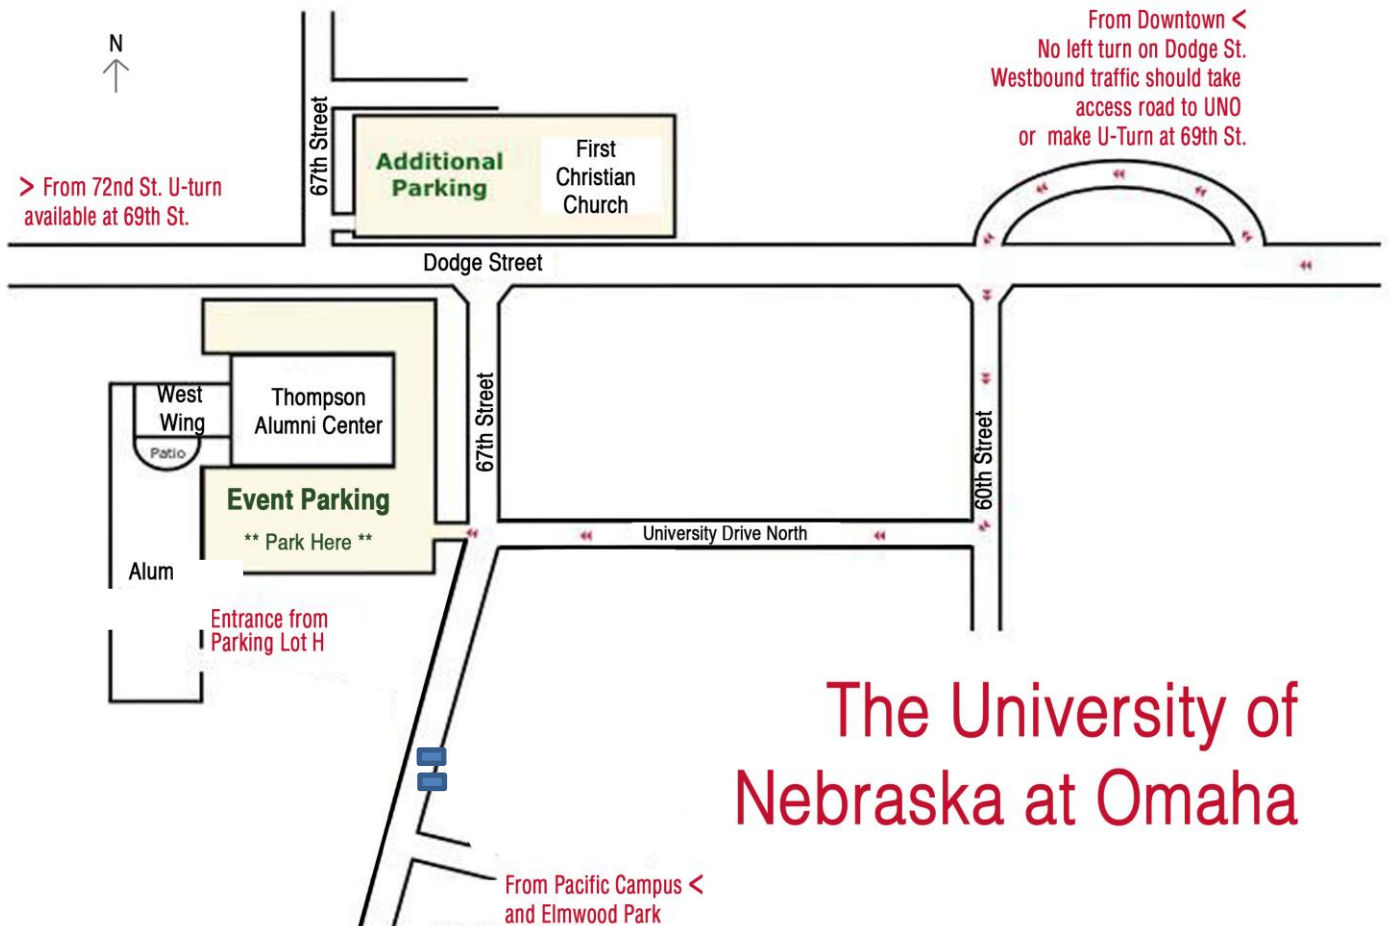 From Downtown <
No left turn on Dodge St.
Westbound traffic should take
access road to UNO
or make U-Turn at 69th St.
N
67th Street
Additional
Parking
First
Christian
Church
> From 72nd St. U-turn
available at 69th St.
Dodge Street
West
Wing
Patio
Thompson
Alumni Center
67th Street
60th Street
Event Parking
** Park Here **
University Drive North
Alum
Entrance from
Parking Lot H
The University of
Nebraska at Omaha
From Pacific Campus <
and Elmwood Park